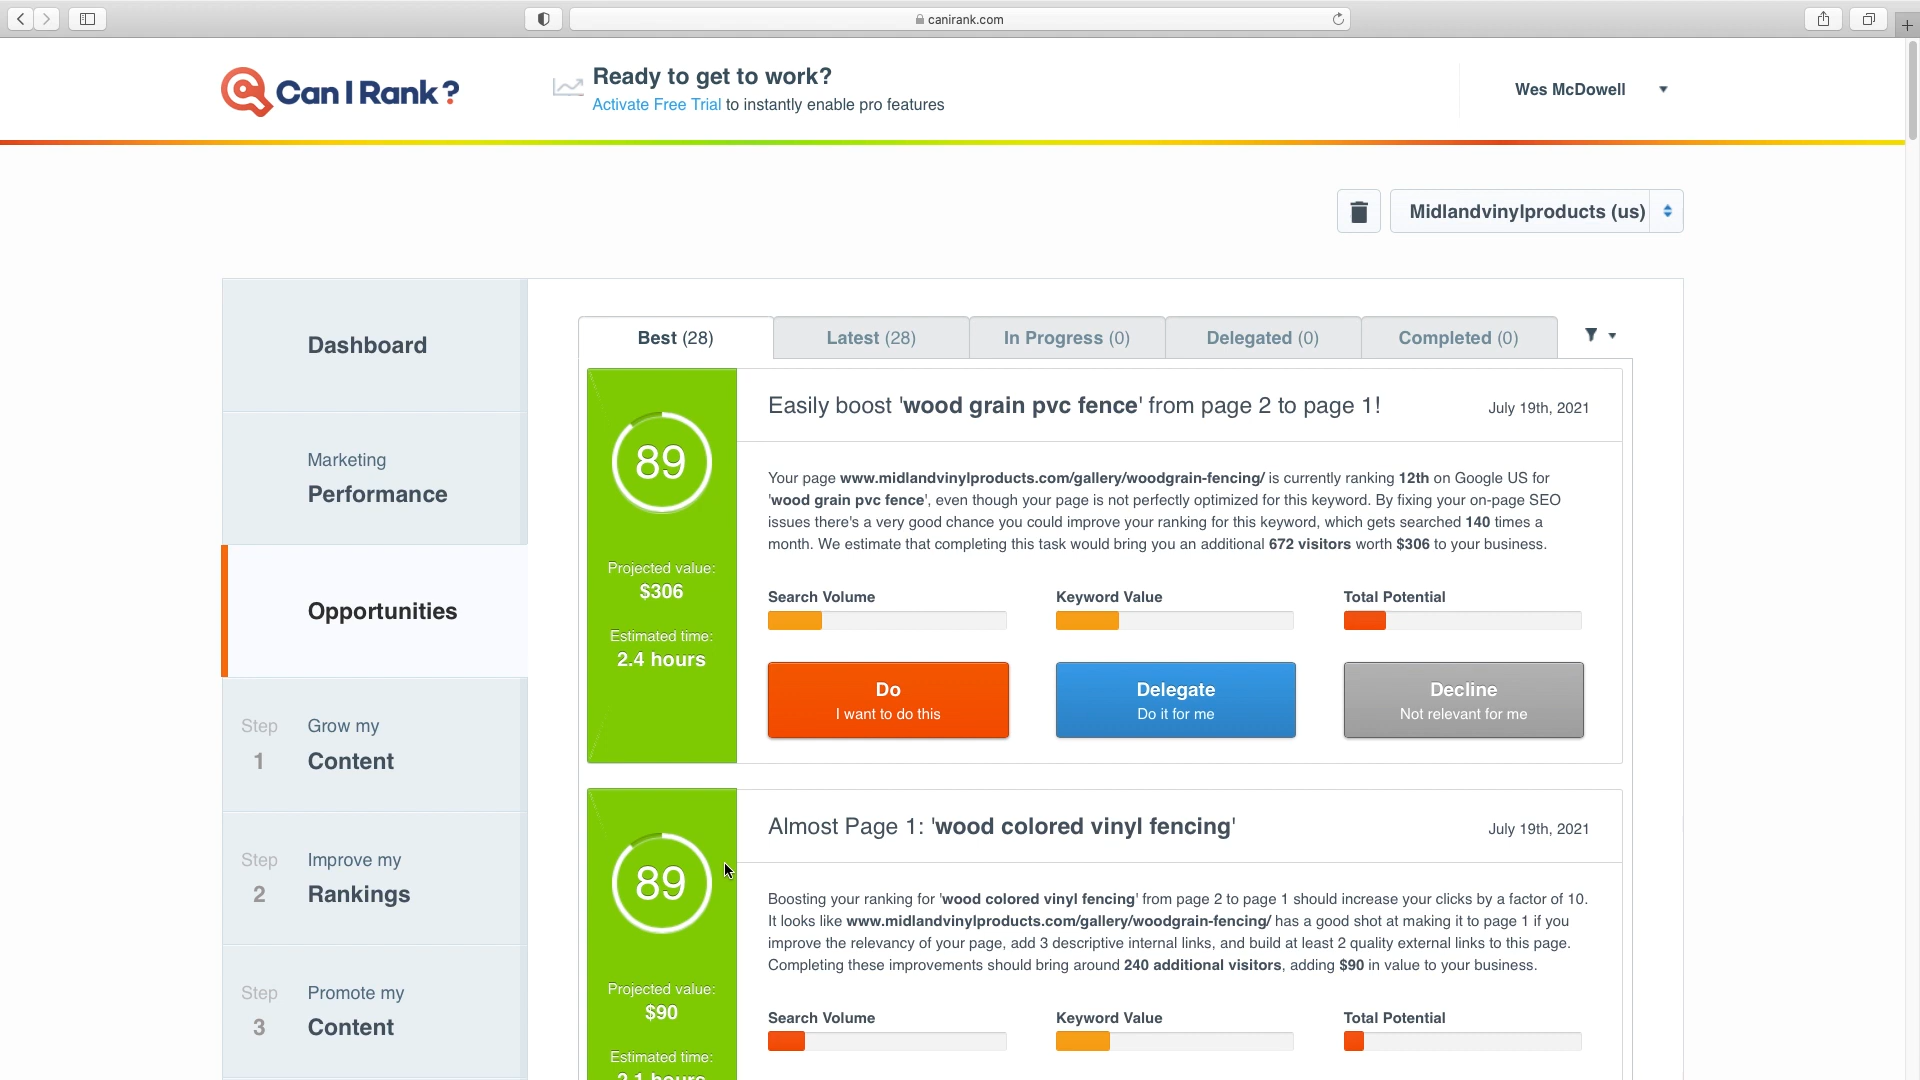 canirank.com
Can I Rank?
Ready to get to work?
Activate Free Trial to instantly enable pro features
Wes McDowell
Midlandvinylproducts (us)
Dashboard
Marketing
Performance
Opportunities
Step 1
Grow my
Content
Step 2
Improve my
Rankings
Step 3
Promote my
Content
Best (28)
Latest (28)
In Progress (0)
Delegated (0)
Completed (0)
89
Projected value:
$306
Estimated time:
2.4 hours
Easily boost 'wood grain pvc fence' from page 2 to page 1!
July 19th, 2021
Your page www.midlandvinylproducts.com/gallery/woodgrain-fencing/ is currently ranking 12th on Google US for
'wood grain pvc fence', even though your page is not perfectly optimized for this keyword. By fixing your on-page SEO
issues there's a very good chance you could improve your ranking for this keyword, which gets searched 140 times a
month. We estimate that completing this task would bring you an additional 672 visitors worth $306 to your business.
Search Volume
Keyword Value
Total Potential
Do
I want to do this
Delegate
Do it for me
Decline
Not relevant for me
89
Projected value:
$90
Estimated time:
2.1 hours
Almost Page 1: 'wood colored vinyl fencing'
July 19th, 2021
Boosting your ranking for 'wood colored vinyl fencing' from page 2 to page 1 should increase your clicks by a factor of 10.
It looks like www.midlandvinylproducts.com/gallery/woodgrain-fencing/ has a good shot at making it to page 1 if you
improve the relevancy of your page, add 3 descriptive internal links, and build at least 2 quality external links to this page.
Completing these improvements should bring around 240 additional visitors, adding $90 in value to your business.
Search Volume
Keyword Value
Total Potential